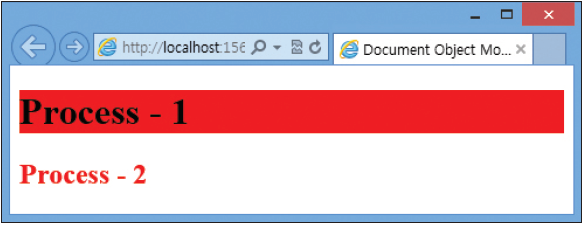 http://localhost:156
Document Object Mo...
Process - 1
Process - 2